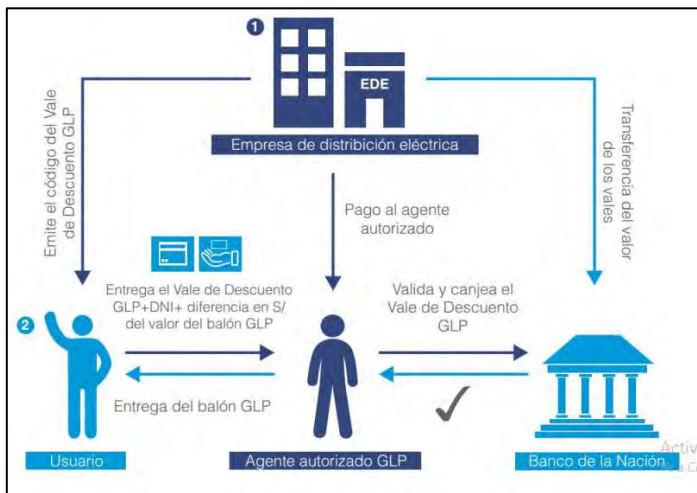 1
EDE
Empresa de distribición eléctrica
Emite el código del Vale
de Descuento GLP
Transferencia del valor
de los vales
Pago al agente
autorizado
Entrega el Vale de Descuento
GLP+DNI+ diferencia en S/
del valor del balón GLP
Valida y canjea el
Vale de Descuento
GLP
2
Entrega del balón GLP
Usuario
Agente autorizado GLP
Banco de la Nación
Activ